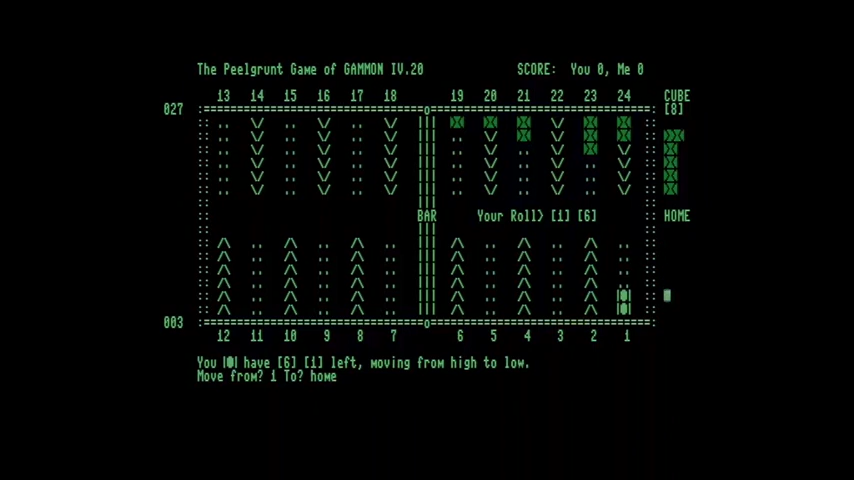 The Peelgrunt Game of GAMMON IV.20 SCORE: You 0, Me 0
13 14 15 16 17 18 19 20 21 22 23 24 CUBE
027 [8]
BAR Your Roll> [1] [6] HOME
003
12 11 10 9 8 7 6 5 4 3 2 1
You have [6] [1] left, moving from high to low.
Move from? 1 To? home